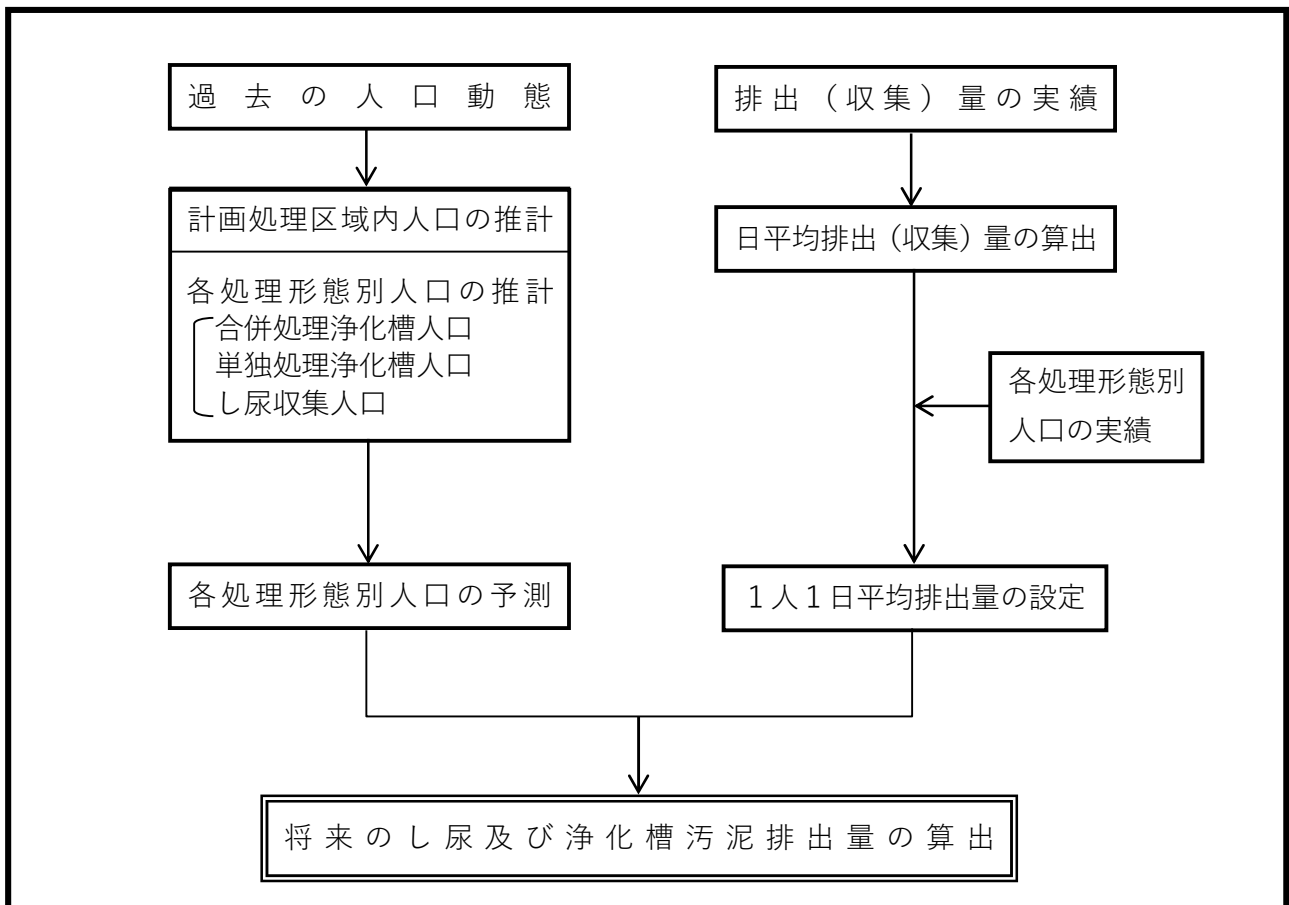 過去の人口動態
計画処理区域内人口の推計
各処理形態別人口の推計
合併処理浄化槽人口
単独処理浄化槽人口
し尿収集人口
各処理形態別人口の予測
排出（収集）量の実績
日平均排出（収集）量の算出
各処理形態別
人口の実績
１人１日平均排出量の設定
将来のし尿及び浄化槽汚泥排出量の算出